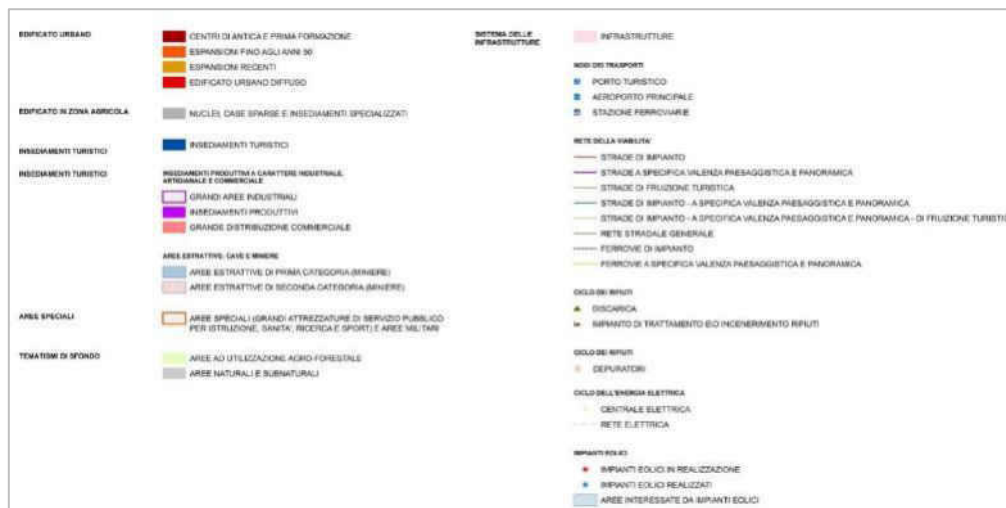 EDIFICATO URBANO
CENTRI DI ANTICA E PRIMA FORMAZIONE
ESPANSIONI FINO AGLI ANNI 50
ESPANSIONI RECENTI
EDIFICATO URBANO DIFFUSO
EDIFICATO IN ZONA AGRICOLA
NUCLEI, CASE SPARSE E INSEDIAMENTI SPECIALIZZATI
INSEDIAMENTI TURISTICI
INSEDIAMENTI TURISTICI
INSEDIAMENTI TURISTICI
INSEDIAMENTI PRODUTTIVI A CARATTERE INDUSTRIALE,
ARTIGIANALE E COMMERCIALE
GRANDI AREE INDUSTRIALI
INSEDIAMENTI PRODUTTIVI
GRANDE DISTRIBUZIONE COMMERCIALE
AREE ESTRATTIVE: CAVE E MINIERE
AREE ESTRATTIVE DI PRIMA CATEGORIA (MINIERE)
AREE ESTRATTIVE DI SECONDA CATEGORIA (MINIERE)
AREE SPECIALI
AREE SPECIALI (GRANDI ATTREZZATURE DI SERVIZIO PUBBLICO
PER ISTRUZIONE, SANITA', RICERCA E SPORT) E AREE MILITARI
TEMATISMI DI SFONDO
AREE AD UTILIZZAZIONE AGRO-FORESTALE
AREE NATURALI E SUBNATURALI
SISTEMA DELLE
INFRASTRUTTURE
INFRASTRUTTURE
NODI DEI TRASPORTI
PORTO TURISTICO
AEROPORTO PRINCIPALE
STAZIONE FERROVIARIE
RETE DELLA VIABILITA'
STRADE DI IMPIANTO
STRADE A SPECIFICA VALENZA PAESAGGISTICA E PANORAMICA
STRADE DI FRUIZIONE TURISTICA
STRADE DI IMPIANTO - A SPECIFICA VALENZA PAESAGGISTICA E PANORAMICA
STRADE DI IMPIANTO - A SPECIFICA VALENZA PAESAGGISTICA E PANORAMICA - DI FRUIZIONE TURISTIC
RETE STRADALE GENERALE
FERROVIE DI IMPIANTO
FERROVIE A SPECIFICA VALENZA PAESAGGISTICA E PANORAMICA
CICLO DEI RIFIUTI
DISCARICA
IMPIANTO DI TRATTAMENTO E/O INCENERIMENTO RIFIUTI
CICLO DEI RIFIUTI
DEPURATORI
CICLO DELL'ENERGIA ELETTRICA
CENTRALE ELETTRICA
RETE ELETTRICA
IMPIANTI EOLICI
IMPIANTI EOLICI IN REALIZZAZIONE
IMPIANTI EOLICI REALIZZATI
AREE INTERESSATE DA IMPIANTI EOLICI